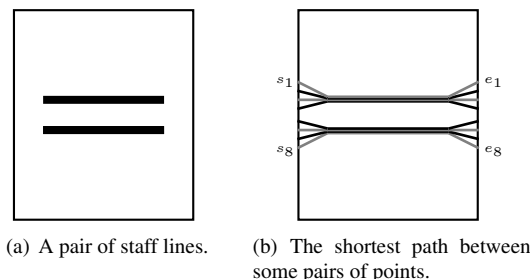 s1 e1
s8 e8
(a) A pair of staff lines.
(b) The shortest path between
some pairs of points.